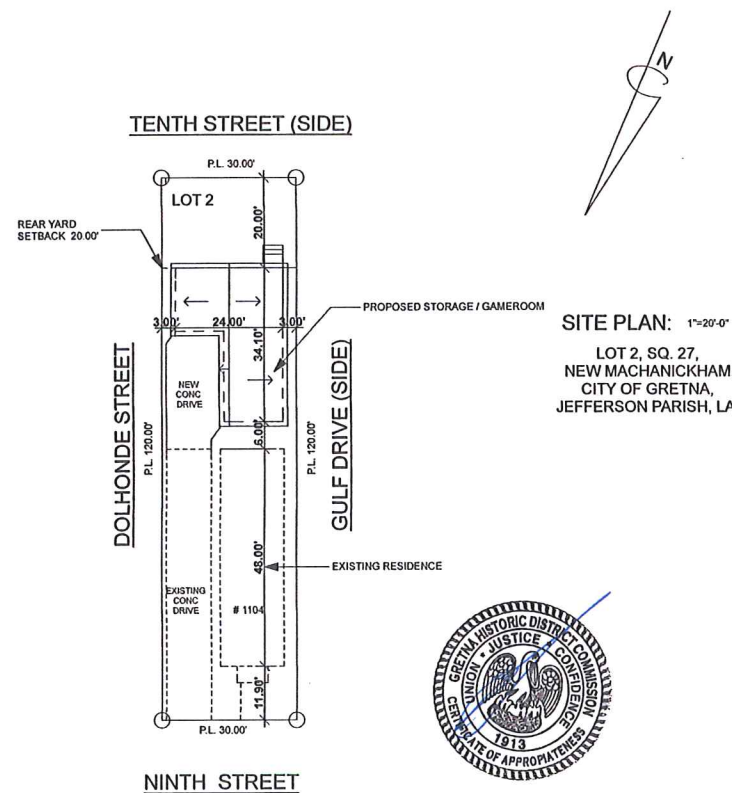 N
TENTH STREET (SIDE)
P.L. 30.00'
LOT 2
REAR YARD
SETBACK 20.00'
20.00'
3.00'
24.00'
3.00'
PROPOSED STORAGE / GAMEROOM
34.10'
SITE PLAN: 1"=20'-0"
LOT 2, SQ. 27,
NEW MACHANICKHAM
CITY OF GRETNA,
JEFFERSON PARISH, LA
NEW
CONC
DRIVE
6.00'
DOLHONDE STREET
P.L. 120.00'
P.L. 120.00'
GULF DRIVE (SIDE)
48.00'
EXISTING RESIDENCE
EXISTING
CONC
DRIVE
# 1104
11.90'
P.L. 30.00'
NINTH STREET
GRETNA HISTORIC DISTRICT COMMISSION
UNION * JUSTICE * CONFIDENCE
1913
CERTIFICATE OF APPROPIATENESS